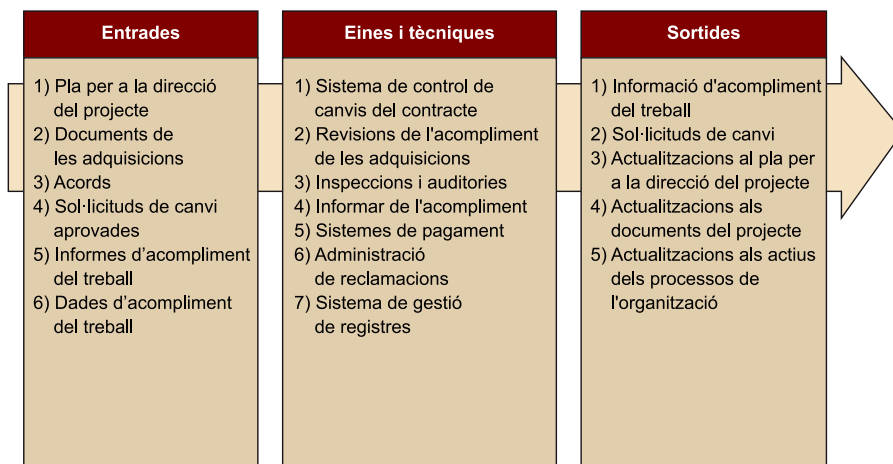 Entrades
1) Pla per a la direcció
del projecte
2) Documents de
les adquisicions
3) Acords
4) Sol·licituds de canvi
aprovades
5) Informes d’acompliment
del treball
6) Dades d’acompliment
del treball
Eines i tècniques
1) Sistema de control de
canvis del contracte
2) Revisions de l'acompliment
de les adquisicions
3) Inspeccions i auditories
4) Informar de l'acompliment
5) Sistemes de pagament
6) Administració
de reclamacions
7) Sistema de gestió
de registres
Sortides
1) Informació d'acompliment
del treball
2) Sol·licituds de canvi
3) Actualitzacions al pla per
a la direcció del projecte
4) Actualitzacions als
documents del projecte
5) Actualitzacions als actius
dels processos de
l'organització